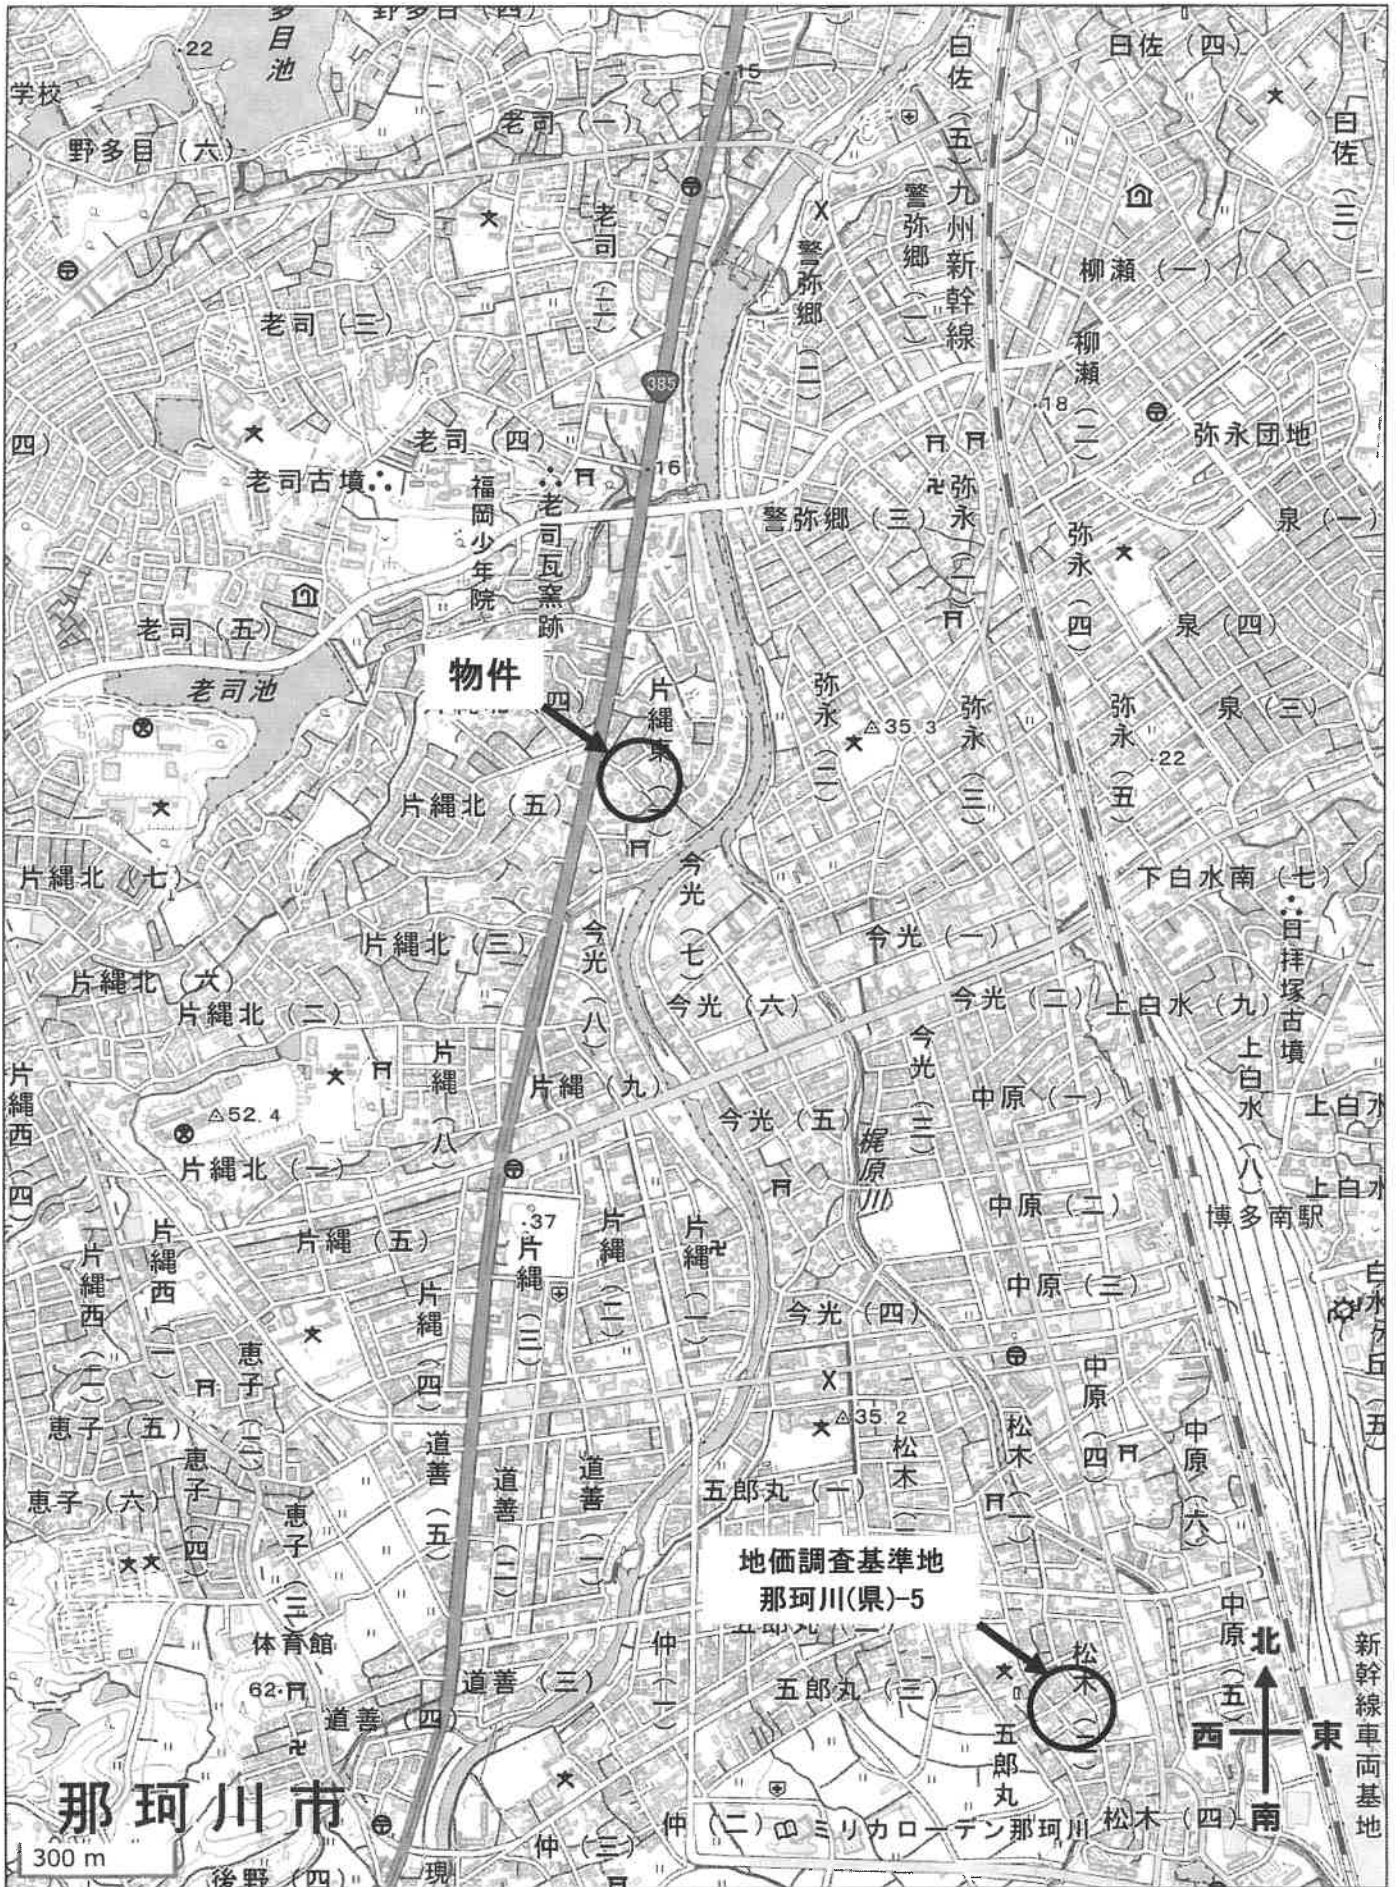 目池
野多目（四）
22
学校
野多目（六）
15
老司（一）
日佐（五）
日佐（四）
日佐（三）
九州新幹線
警弥郷（一）
警弥郷（二）
老司（二）
老司（三）
柳瀬（一）
柳瀬（二）
385
18
四）
老司（四）
弥永団地
老司古墳
16
福岡少年院
老司瓦窯跡
警弥郷（三）
弥永（一）
弥永（四）
泉（一）
老司（五）
泉（四）
老司池
物件
四）
片縄東（一）
弥永（二）
35.3
弥永（三）
弥永（五）
泉（三）
22
片縄北（五）
片縄北（七）
今光（七）
下白水南（七）
日拝塚古墳
片縄北（三）
今光（八）
今光（一）
片縄北（六）
片縄北（二）
今光（六）
今光（二）
上白水（九）
片縄西（四）
片縄（八）
片縄（九）
今光（三）
中原（一）
上白水（八）
上白水
52.4
今光（五）
梶原川
片縄北（一）
中原（二）
上白水
博多南駅
片縄西（二）
片縄西（一）
片縄（五）
37
片縄（三）
片縄（二）
片縄（一）
片縄（四）
今光（四）
中原（三）
恵子（二）
恵子（五）
35.2
中原（四）
松木（一）
中原（六）
恵子（六）
恵子（四）
恵子（三）
道善（五）
道善（二）
道善（一）
五郎丸（一）
地価調査基準地
那珂川(県)-5
体育館
仲（一）
中原（五）
62
道善（三）
道善（四）
五郎丸（三）
五郎丸
松木（二）
北
西
東
南
新幹線車両基地
那珂川市
仲（二）
ミリカローデン那珂川
松木（四）
仲（三）
300 m
後野（四）
現